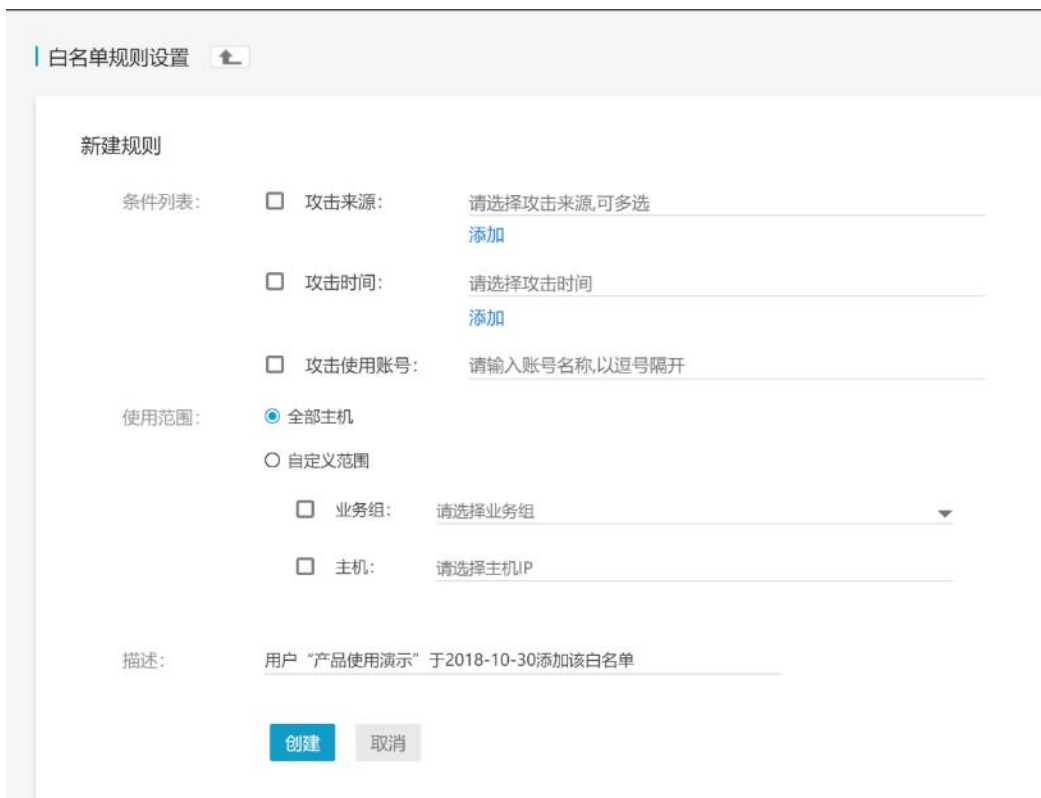 白名单规则设置
新建规则
条件列表: 攻击来源: 请选择攻击来源,可多选
添加
攻击时间: 请选择攻击时间
添加
攻击使用账号: 请输入账号名称,以逗号隔开
使用范围: 全部主机
自定义范围
业务组: 请选择业务组
主机: 请选择主机IP
描述: 用户“产品使用演示”于2018-10-30添加该白名单
创建 取消